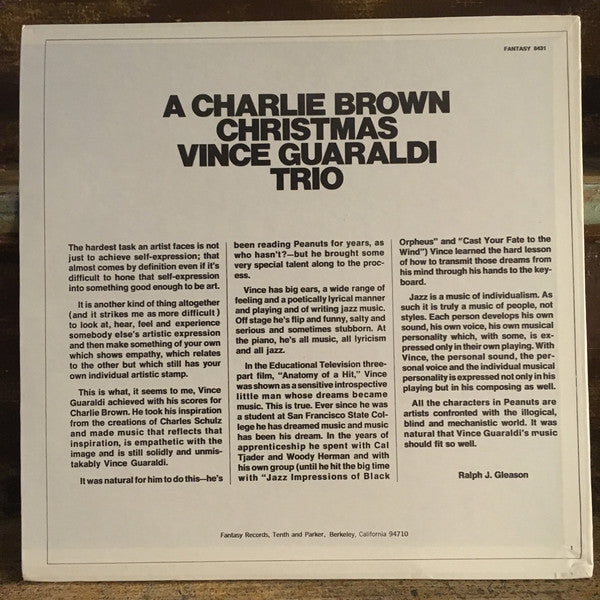 FANTASY 8431
A CHARLIE BROWN
CHRISTMAS
VINCE GUARALDI
TRIO
The hardest task an artist faces is not
just to achieve self-expression; that
almost comes by definition even if it's
difficult to hone that self-expression
into something good enough to be art.
It is another kind of thing altogether
(and it strikes me as more difficult)
to look at, hear, feel and experience
somebody else's artistic expression
and then make something of your own
which shows empathy, which relates
to the other but which still has your
own individual artistic stamp.
This is what, it seems to me, Vince
Guaraldi achieved with his scores for
Charlie Brown. He took his inspiration
from the creations of Charles Schulz
and made music that reflects that
inspiration, is empathetic with the
image and is still solidly and unmis-
takably Vince Guaraldi.
It was natural for him to do this—he's
been reading Peanuts for years, as
who hasn't?—but he brought some
very special talent along to the proc-
ess.
Vince has big ears, a wide range of
feeling and a poetically lyrical manner
and playing and of writing jazz music.
Off stage he's flip and funny, salty and
serious and sometimes stubborn. At
the piano, he's all music, all lyricism
and all jazz.
In the Educational Television three-
part film, "Anatomy of a Hit," Vince
was shown as a sensitive introspective
little man whose dreams became
music. This is true. Ever since he was
a student at San Francisco State Col-
lege he has dreamed music and music
has been his dream. In the years of
apprenticeship he spent with Cal
Tjader and Woody Herman and with
his own group (until he hit the big time
with "Jazz Impressions of Black
Orpheus" and "Cast Your Fate to the
Wind") Vince learned the hard lesson
of how to transmit those dreams from
his mind through his hands to the key-
board.
Jazz is a music of individualism. As
such it is truly a music of people, not
styles. Each person develops his own
sound, his own voice, his own musical
personality which, with some, is ex-
pressed only in their own playing. With
Vince, the personal sound, the per-
sonal voice and the individual musical
personality is expressed not only in his
playing but in his composing as well.
All the characters in Peanuts are
artists confronted with the illogical,
blind and mechanistic world. It was
natural that Vince Guaraldi's music
should fit so well.
Ralph J. Gleason
Fantasy Records, Tenth and Parker, Berkeley, California 94710